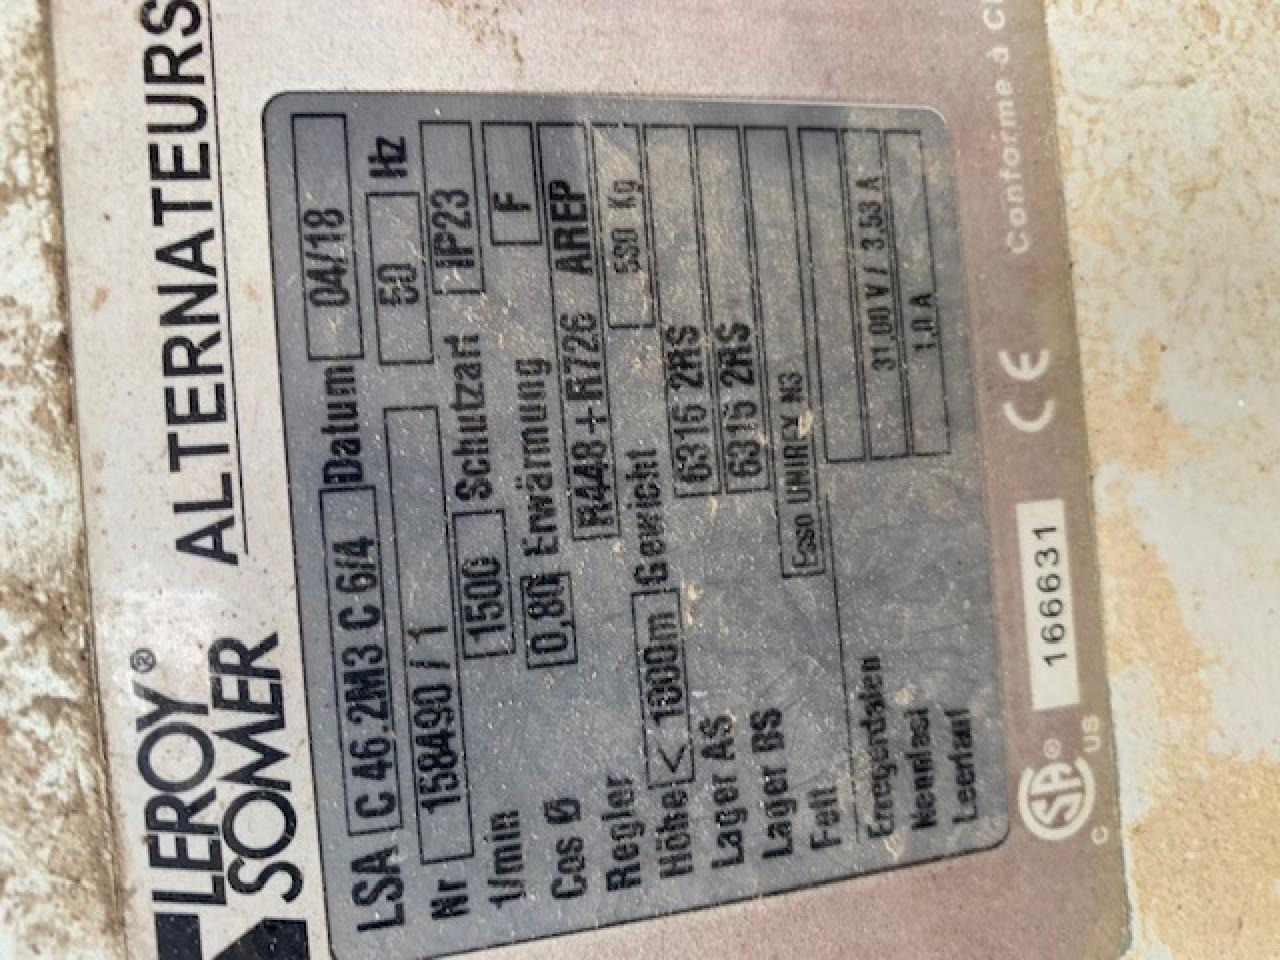 LEROY®
SOMER ALTERNATEURS
LSA C 46.2M3 C 6/4 Datum 04/18
Nr 158490 / 1 50 Hz
1/min 1500 Schutzart IP23
Cos Ø 0,80 Erwärmung F
Regler R448+R726 AREP
Höhe < 1000m Gewicht Kg
Lager AS 6316 2RS
Lager BS 6315 2RS
Fett Esso UNIREX N3
Erregerdaten
Nennlast 31.00 V / 3.53 A
Leerlauf 1.0 A
C SA® US 166631 CE Conforme à